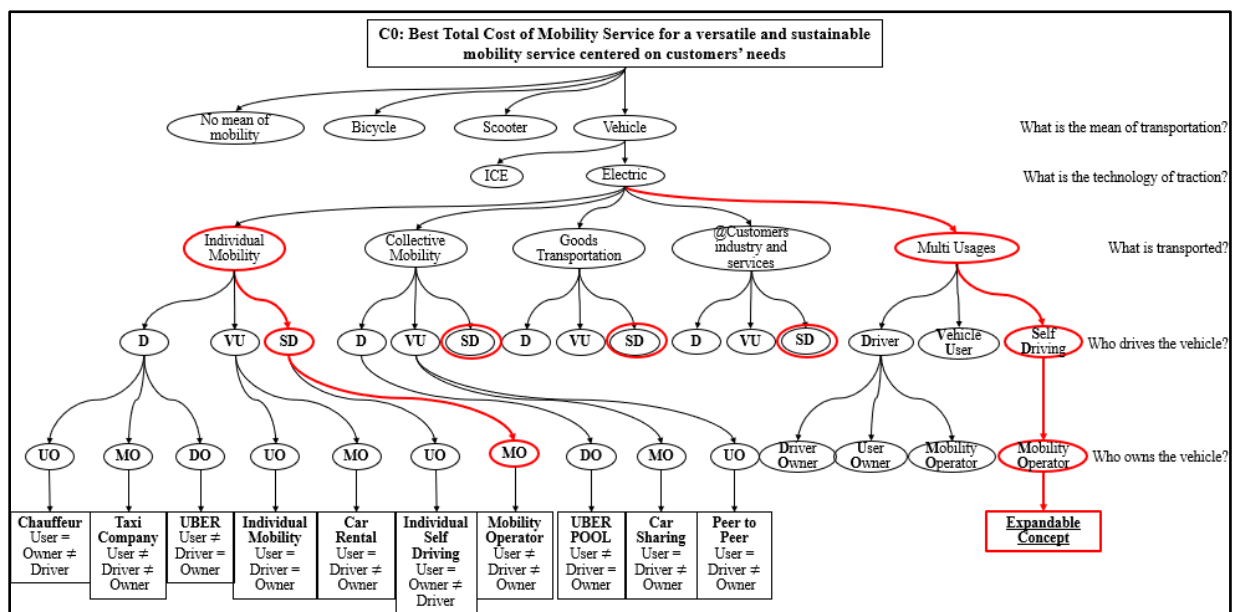 C0: Best Total Cost of Mobility Service for a versatile and sustainable
mobility service centered on customers' needs
No mean of
mobility
Bicycle
Scooter
Vehicle
What is the mean of transportation?
ICE
Electric
What is the technology of traction?
Individual
Mobility
Collective
Mobility
Goods
Transportation
@Customers
industry and
services
Multi Usages
What is transported?
D
VU
SD
D
VU
SD
D
VU
SD
D
VU
SD
Driver
Vehicle
User
Self
Driving
Who drives the vehicle?
UO
MO
DO
UO
MO
UO
MO
DO
MO
UO
Driver
Owner
User
Owner
Mobility
Operator
Mobility
Operator
Who owns the vehicle?
Chauffeur
User =
Owner ≠
Driver
Taxi
Company
User ≠
Driver ≠
Owner
UBER
User ≠
Driver =
Owner
Individual
Mobility
User =
Driver =
Owner
Car
Rental
User =
Driver ≠
Owner
Individual
Self
Driving
User =
Owner ≠
Driver
Mobility
Operator
User ≠
Driver ≠
Owner
UBER
POOL
User ≠
Driver =
Owner
Car
Sharing
User =
Driver ≠
Owner
Peer to
Peer
User =
Driver ≠
Owner
Expandable
Concept